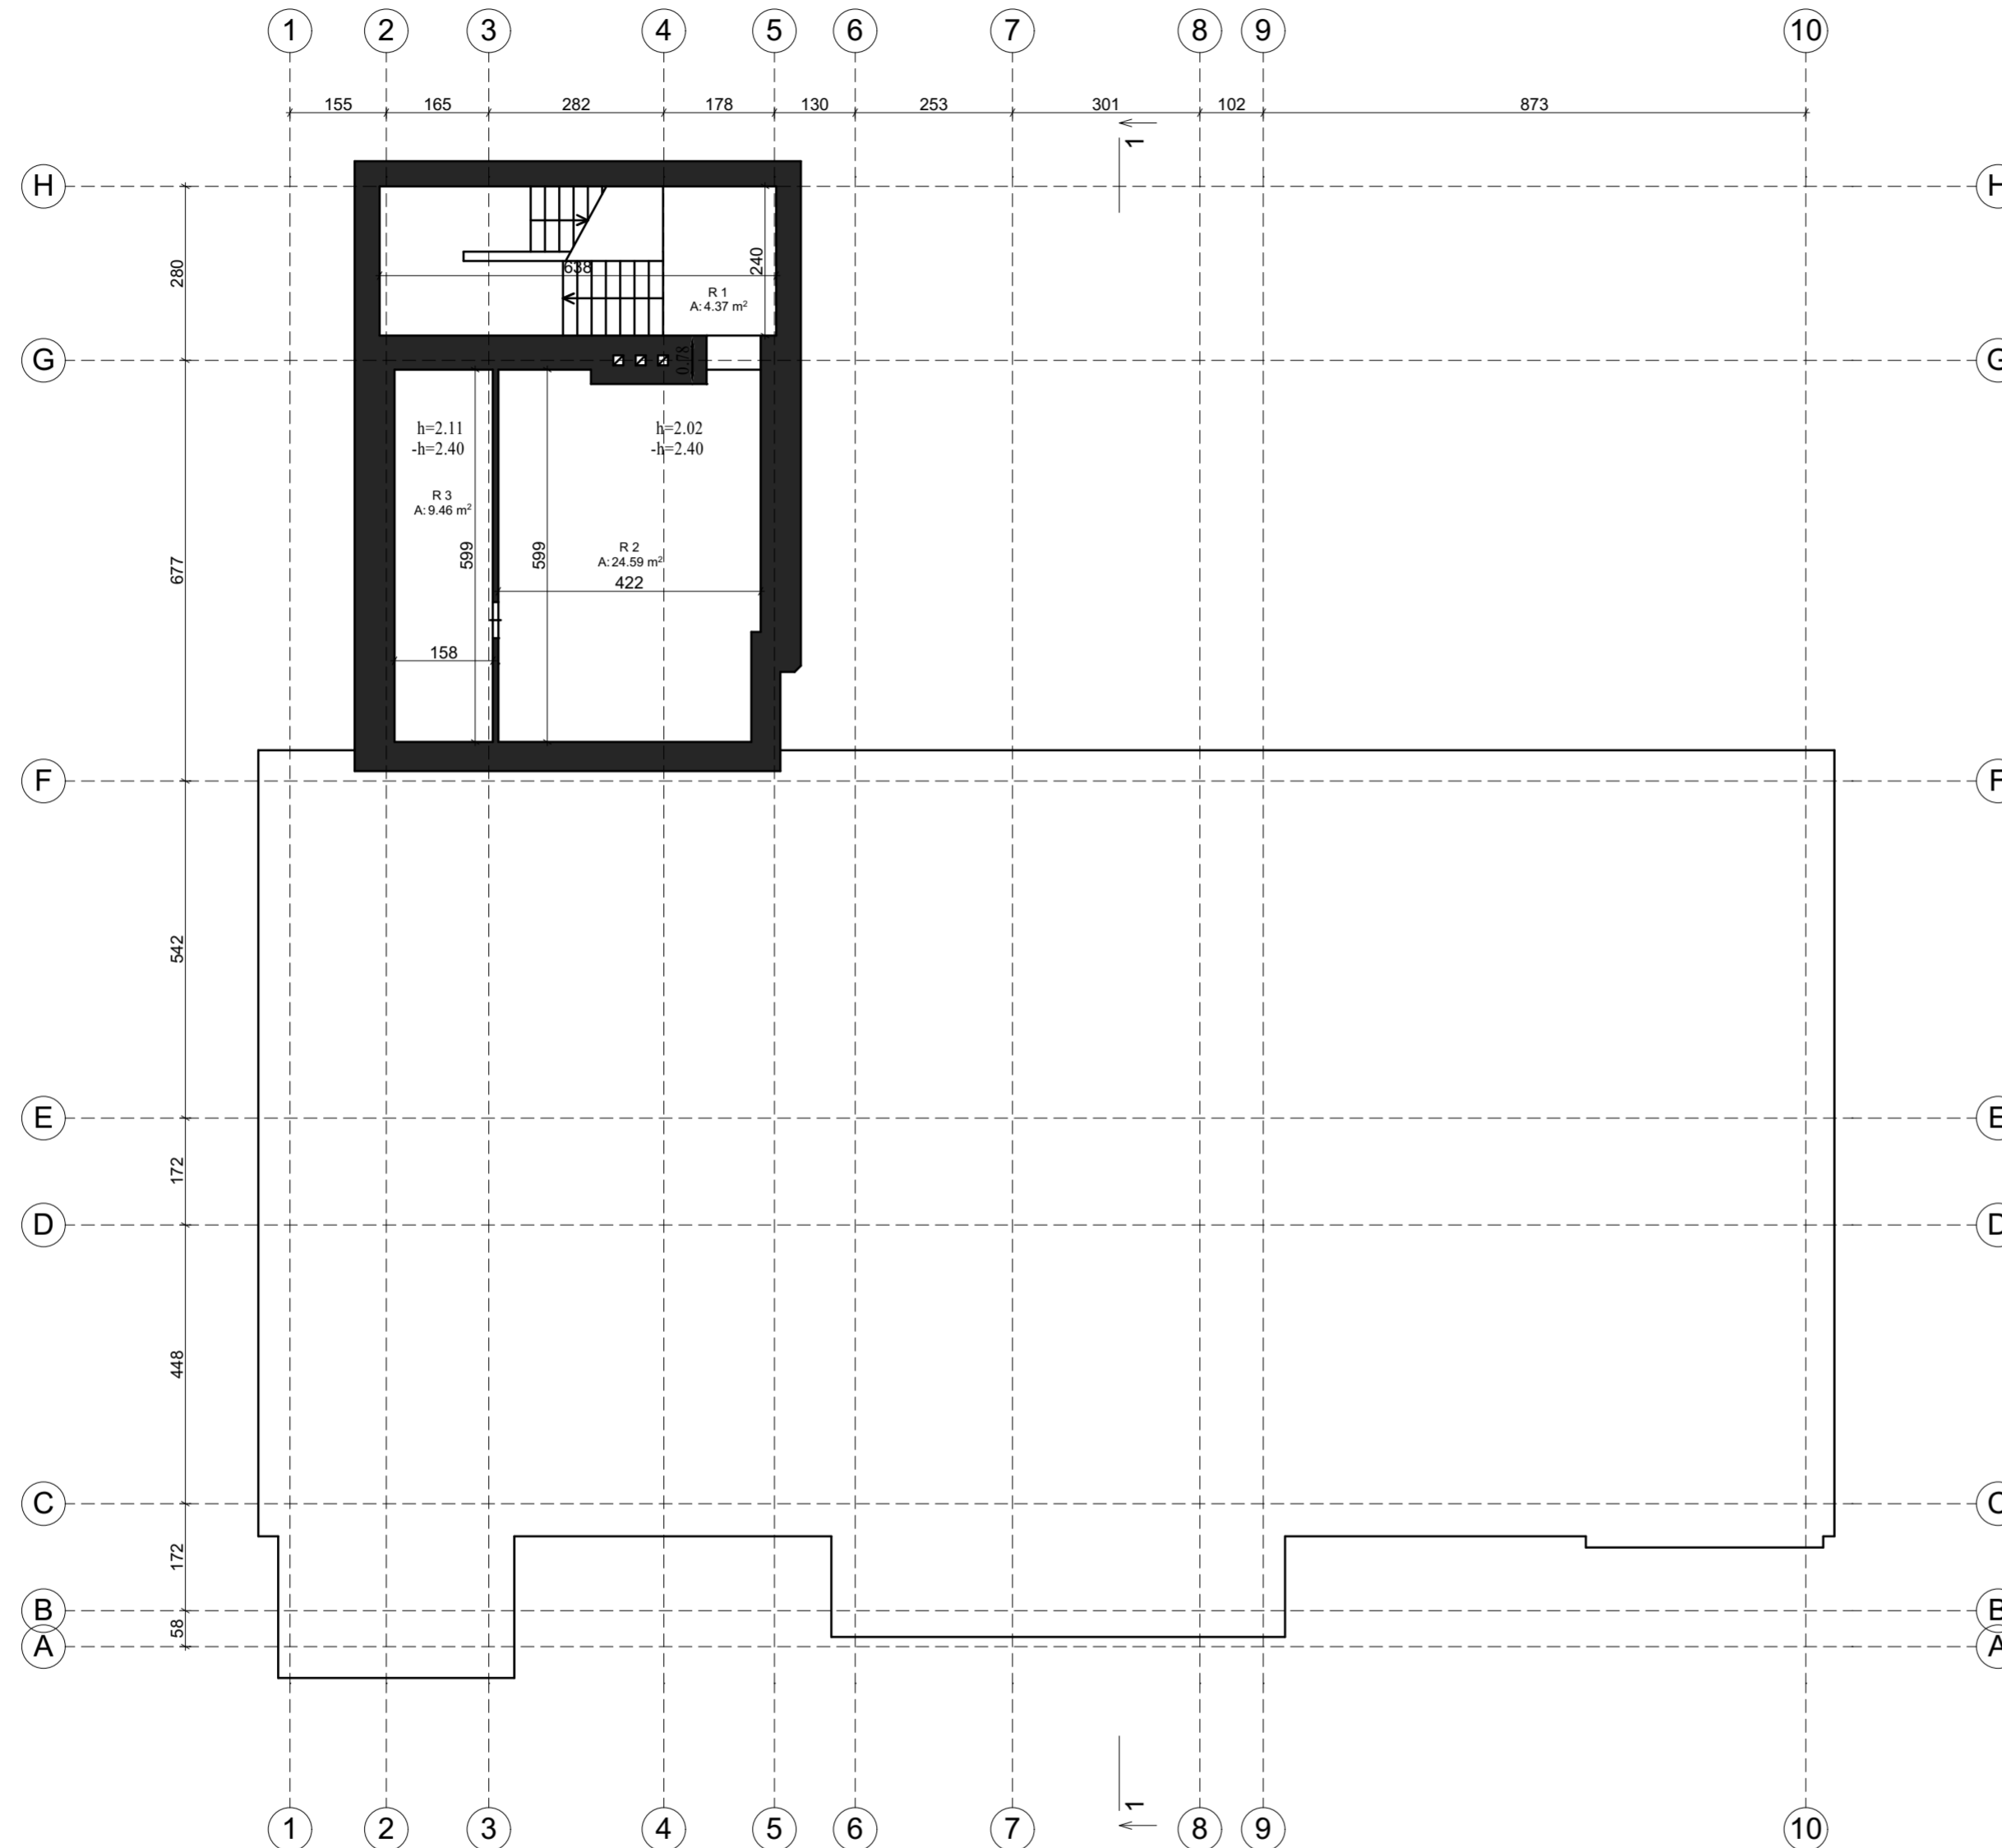 1 2 3 4 5 6 7 8 9 10
155 165 282 178 130 253 301 102 873
1
H H
280
638
240
R 1
A: 4.37 m²
G G
0.78
h=2.11
-h=2.40
h=2.02
-h=2.40
R 3
A: 9.46 m²
677
599
599
R 2
A: 24.59 m²
422
158
F F
542
E E
172
D D
448
C C
172
B B
58
A A
1
1 2 3 4 5 6 7 8 9 10